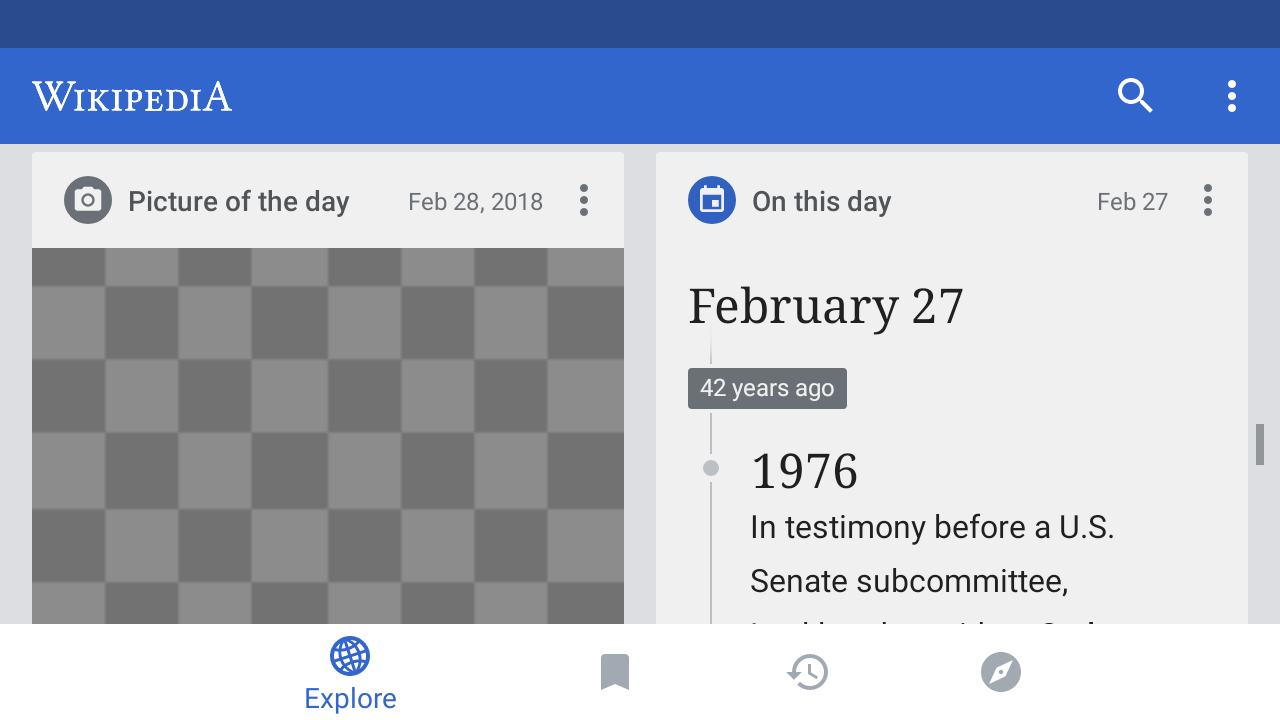 WIKIPEDIA
Picture of the day
Feb 28, 2018
On this day
Feb 27
February 27
42 years ago
1976
In testimony before a U.S.
Senate subcommittee,
Explore